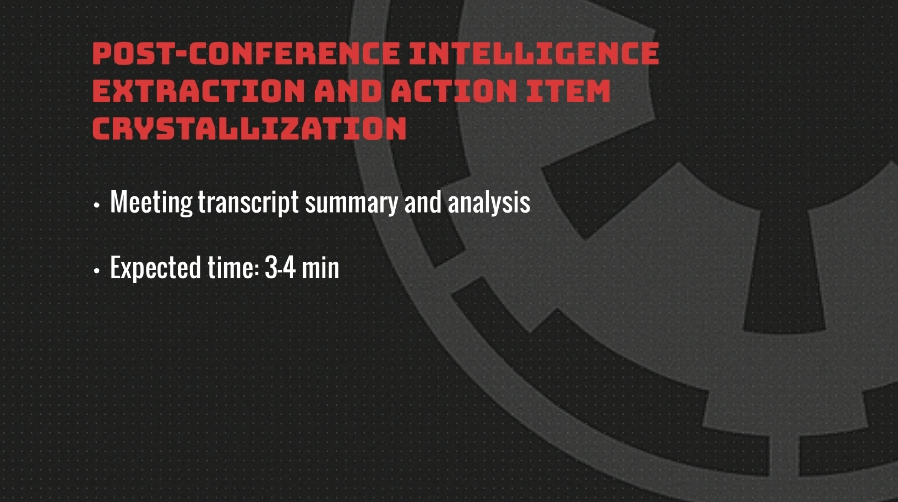 POST-CONFERENCE INTELLIGENCE
EXTRACTION AND ACTION ITEM
CRYSTALLIZATION
• Meeting transcript summary and analysis
• Expected time: 3-4 min